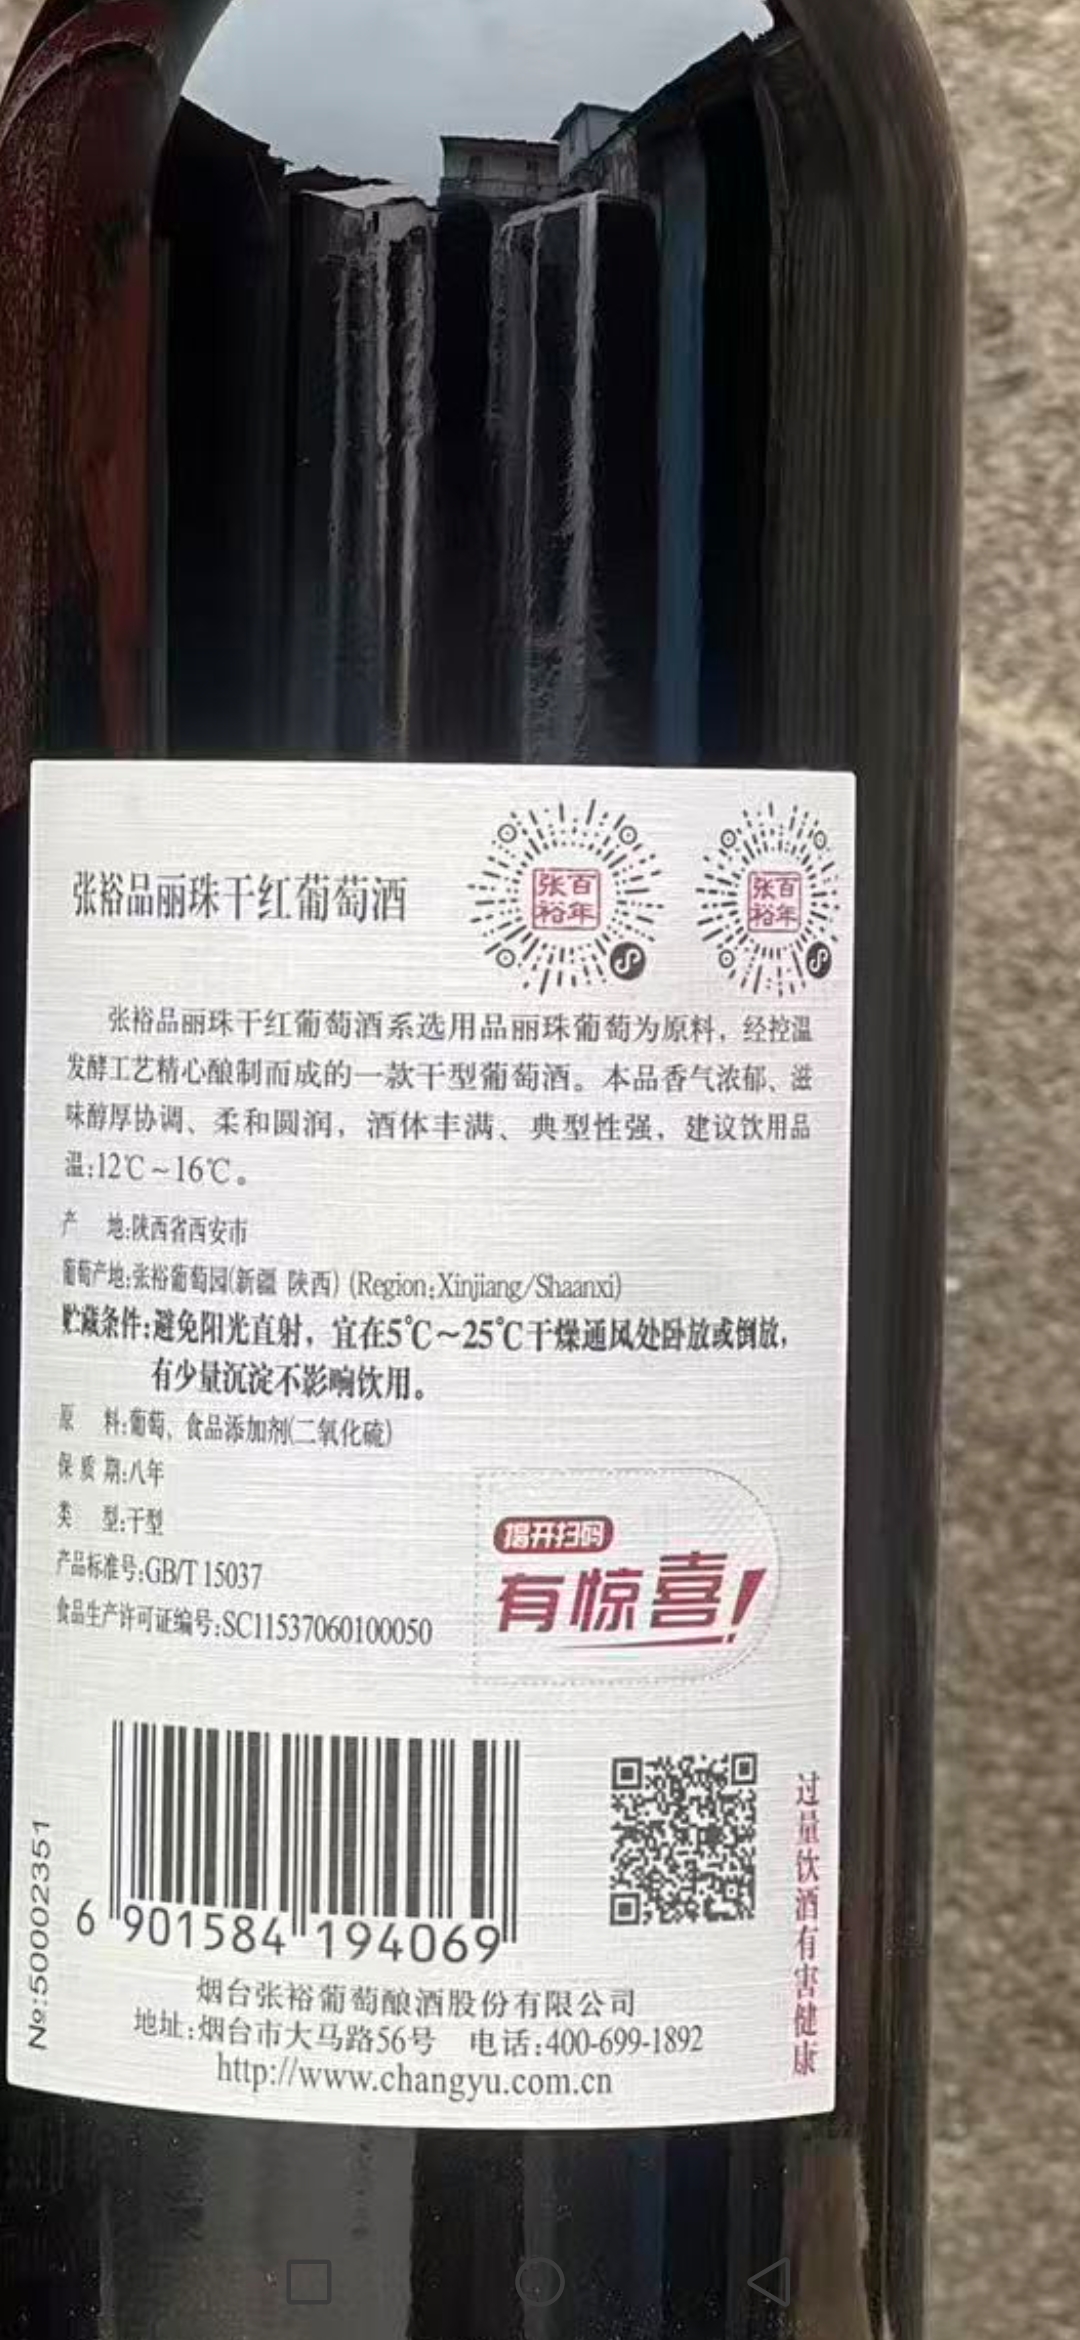 张裕品丽珠干红葡萄酒
张裕百年
张裕百年
张裕品丽珠干红葡萄酒系选用品丽珠葡萄为原料，经控温
发酵工艺精心酿制而成的一款干型葡萄酒。本品香气浓郁、滋
味醇厚协调、柔和圆润，酒体丰满、典型性强，建议饮用品
温:12℃~16℃。
产 地:陕西省西安市
葡萄产地:张裕葡萄园(新疆 陕西) (Region:Xinjiang/Shaanxi)
贮藏条件:避免阳光直射，宜在5℃~25℃干燥通风处卧放或倒放，
有少量沉淀不影响饮用。
原 料:葡萄、食品添加剂(二氧化硫)
保 质 期:八年
类 型:干型
产品标准号:GB/T 15037
食品生产许可证编号:SC11537060100050
揭开扫码
有惊喜!
6 901584 194069
№:50002351
过量饮酒有害健康
烟台张裕葡萄酿酒股份有限公司
地址:烟台市大马路56号 电话:400-699-1892
http://www.changyu.com.cn